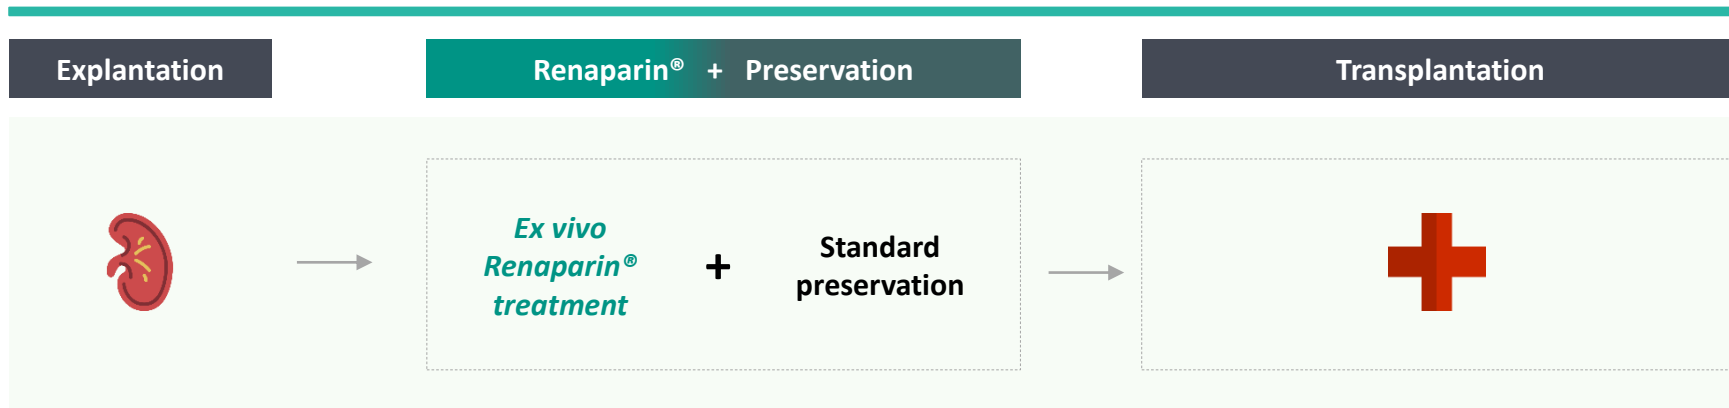 Explantation
Renaparin® + Preservation
Transplantation
Ex vivo
Renaparin®
treatment
+
Standard
preservation